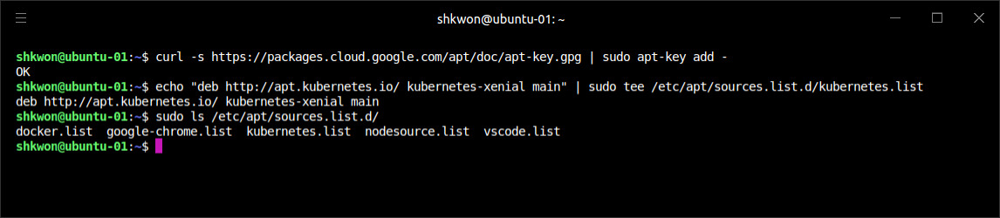 shkwon@ubuntu-01: ~
shkwon@ubuntu-01:~$ curl -s https://packages.cloud.google.com/apt/doc/apt-key.gpg | sudo apt-key add -
OK
shkwon@ubuntu-01:~$ echo "deb http://apt.kubernetes.io/ kubernetes-xenial main" | sudo tee /etc/apt/sources.list.d/kubernetes.list
deb http://apt.kubernetes.io/ kubernetes-xenial main
shkwon@ubuntu-01:~$ sudo ls /etc/apt/sources.list.d/
docker.list  google-chrome.list  kubernetes.list  nodesource.list  vscode.list
shkwon@ubuntu-01:~$